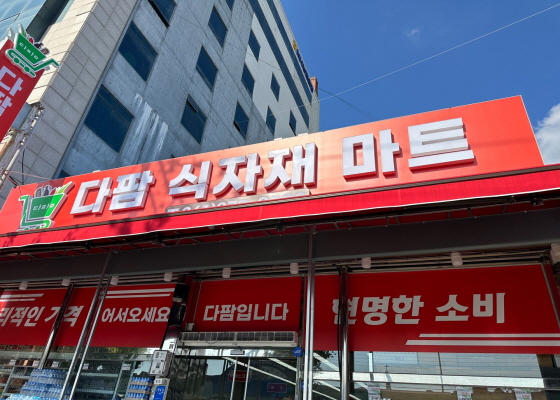 다팜
다팜 식자재 마트
리적인 가격
어서오세요
다팜입니다
현명한 소비